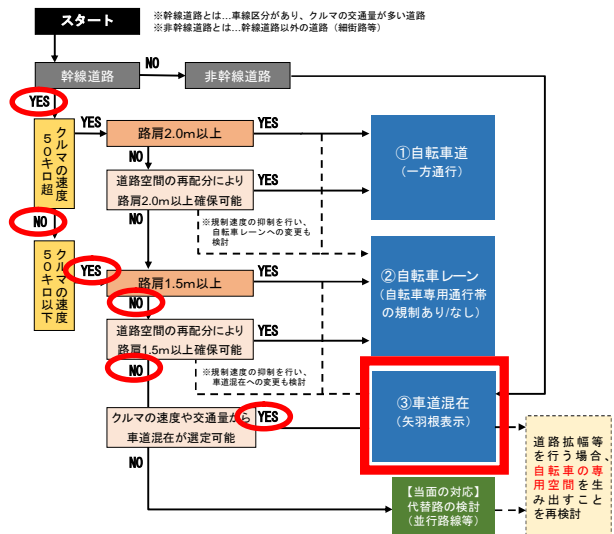 スタート
※幹線道路とは…車線区分があり、クルマの交通量が多い道路
※非幹線道路とは…幹線道路以外の道路（細街路等）
幹線道路
NO
非幹線道路
YES
クルマの速度
50キロ超
YES
路肩2.0m以上
YES
①自転車道
（一方通行）
NO
道路空間の再配分により
路肩2.0m以上確保可能
YES
NO
NO
※規制速度の抑制を行い、
自転車レーンへの変更も
検討
クルマの速度
50キロ以下
YES
路肩1.5m以上
YES
②自転車レーン
（自転車専用通行帯
の規制あり/なし）
NO
道路空間の再配分により
路肩1.5m以上確保可能
YES
NO
※規制速度の抑制を行い、
車道混在への変更も検討
③車道混在
（矢羽根表示）
クルマの速度や交通量から
車道混在が選定可能
YES
NO
道路拡幅等
を行う場合、
自転車の専
用空間を生
み出すこと
を再検討
【当面の対応】
代替路の検討
（並行路線等）